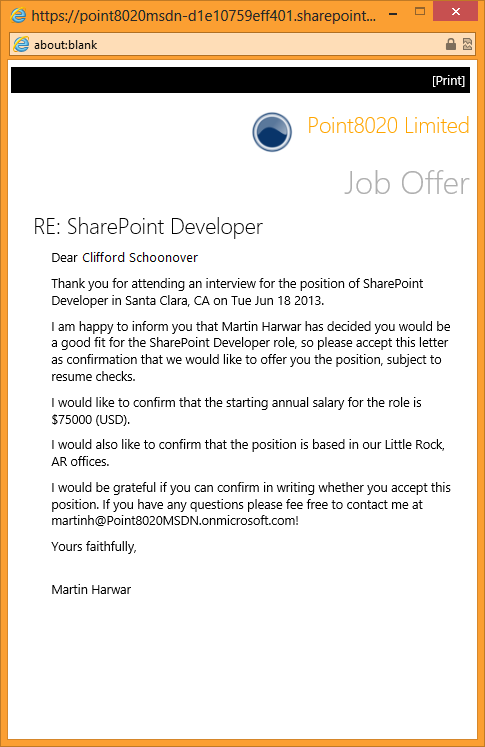 https://point8020msdn-d1e10759eff401.sharepoint...
about:blank
[Print]
Point8020 Limited
Job Offer
RE: SharePoint Developer
Dear Clifford Schoonover
Thank you for attending an interview for the position of SharePoint
Developer in Santa Clara, CA on Tue Jun 18 2013.
I am happy to inform you that Martin Harwar has decided you would be
a good fit for the SharePoint Developer role, so please accept this letter
as confirmation that we would like to offer you the position, subject to
resume checks.
I would like to confirm that the starting annual salary for the role is
$75000 (USD).
I would also like to confirm that the position is based in our Little Rock,
AR offices.
I would be grateful if you can confirm in writing whether you accept this
position. If you have any questions please fee free to contact me at
martinh@Point8020MSDN.onmicrosoft.com!
Yours faithfully,
Martin Harwar